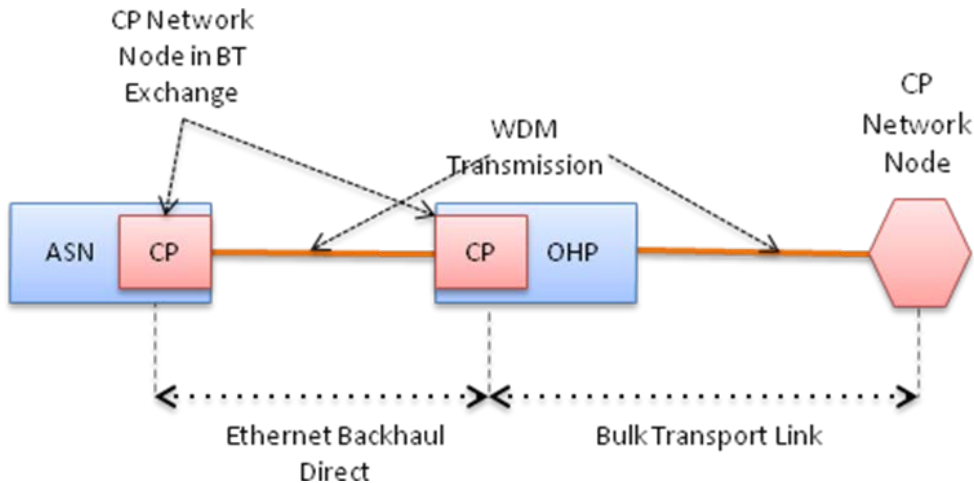 CP Network
Node in BT
Exchange
WDM
Transmission
CP
Network
Node
ASN
CP
CP
OHP
Ethernet Backhaul
Direct
Bulk Transport Link